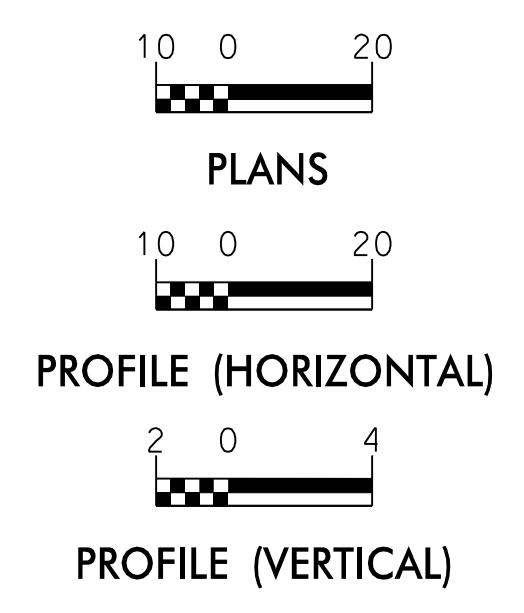 10 0 20
PLANS
10 0 20
PROFILE (HORIZONTAL)
2 0 4
PROFILE (VERTICAL)